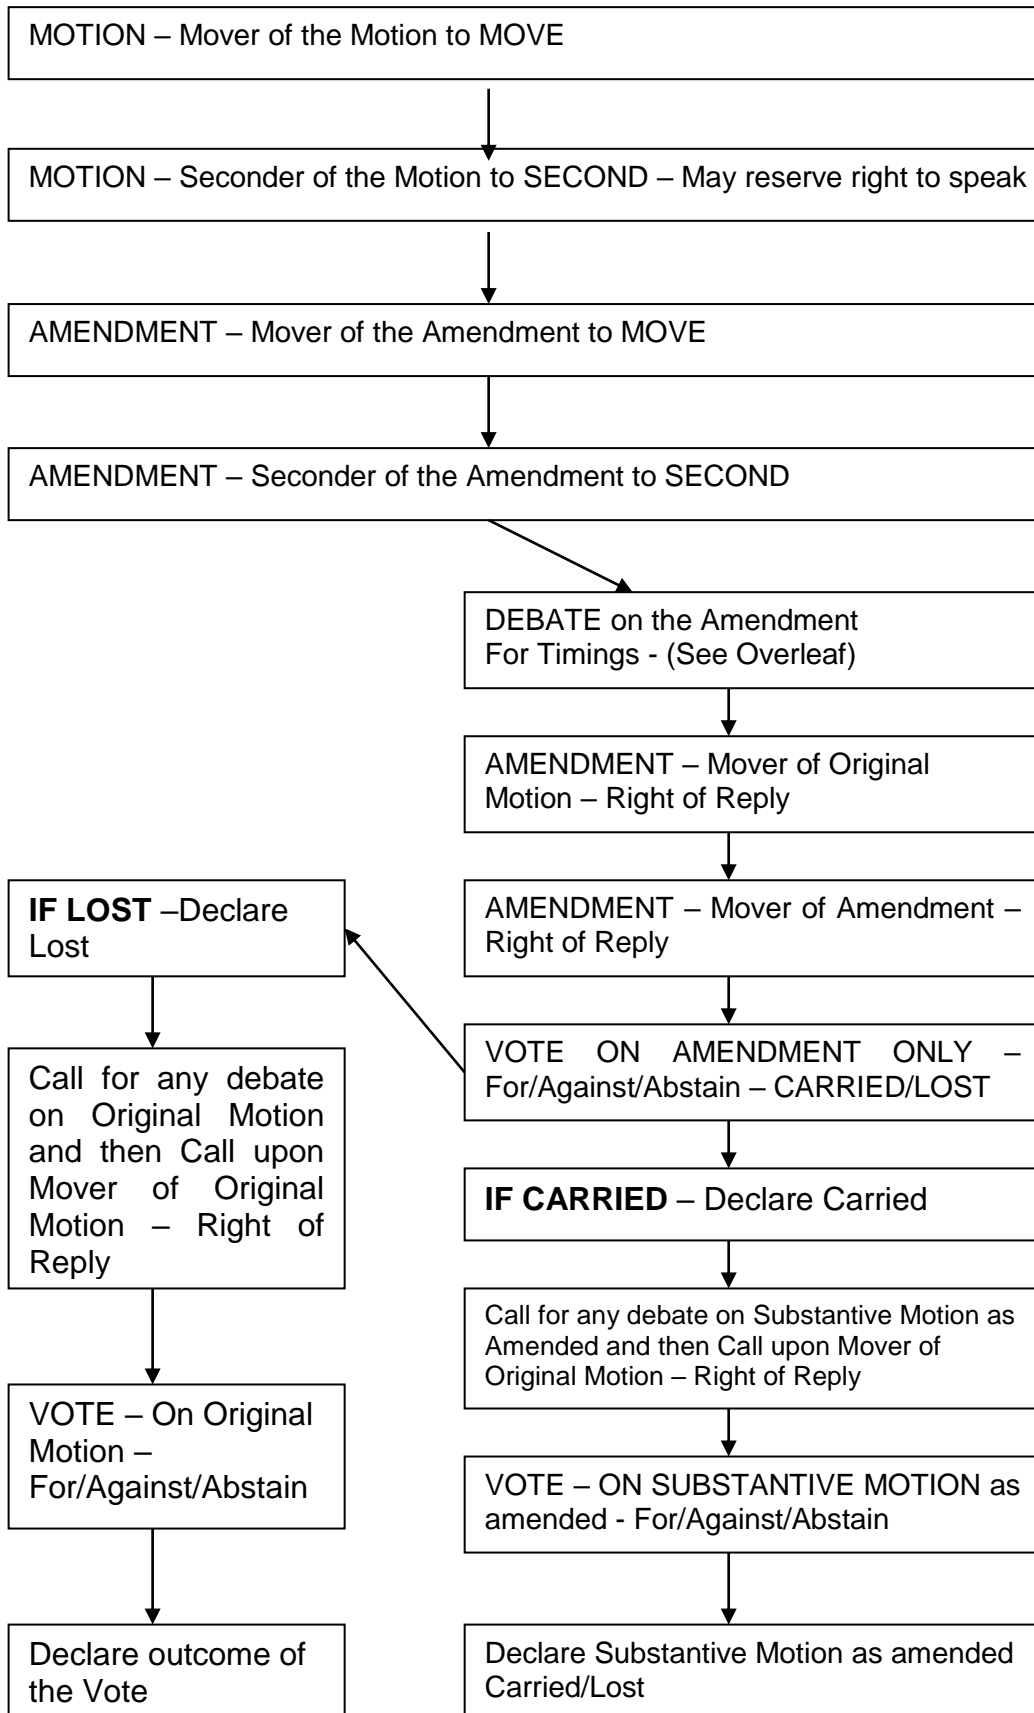 MOTION – Mover of the Motion to MOVE
MOTION – Seconder of the Motion to SECOND – May reserve right to speak
AMENDMENT – Mover of the Amendment to MOVE
AMENDMENT – Seconder of the Amendment to SECOND
DEBATE on the Amendment
For Timings - (See Overleaf)
AMENDMENT – Mover of Original
Motion – Right of Reply
AMENDMENT – Mover of Amendment –
Right of Reply
VOTE ON AMENDMENT ONLY –
For/Against/Abstain – CARRIED/LOST
IF LOST –Declare
Lost
Call for any debate
on Original Motion
and then Call upon
Mover of Original
Motion – Right of
Reply
VOTE – On Original
Motion –
For/Against/Abstain
Declare outcome of
the Vote
IF CARRIED – Declare Carried
Call for any debate on Substantive Motion as
Amended and then Call upon Mover of
Original Motion – Right of Reply
VOTE – ON SUBSTANTIVE MOTION as
amended - For/Against/Abstain
Declare Substantive Motion as amended
Carried/Lost